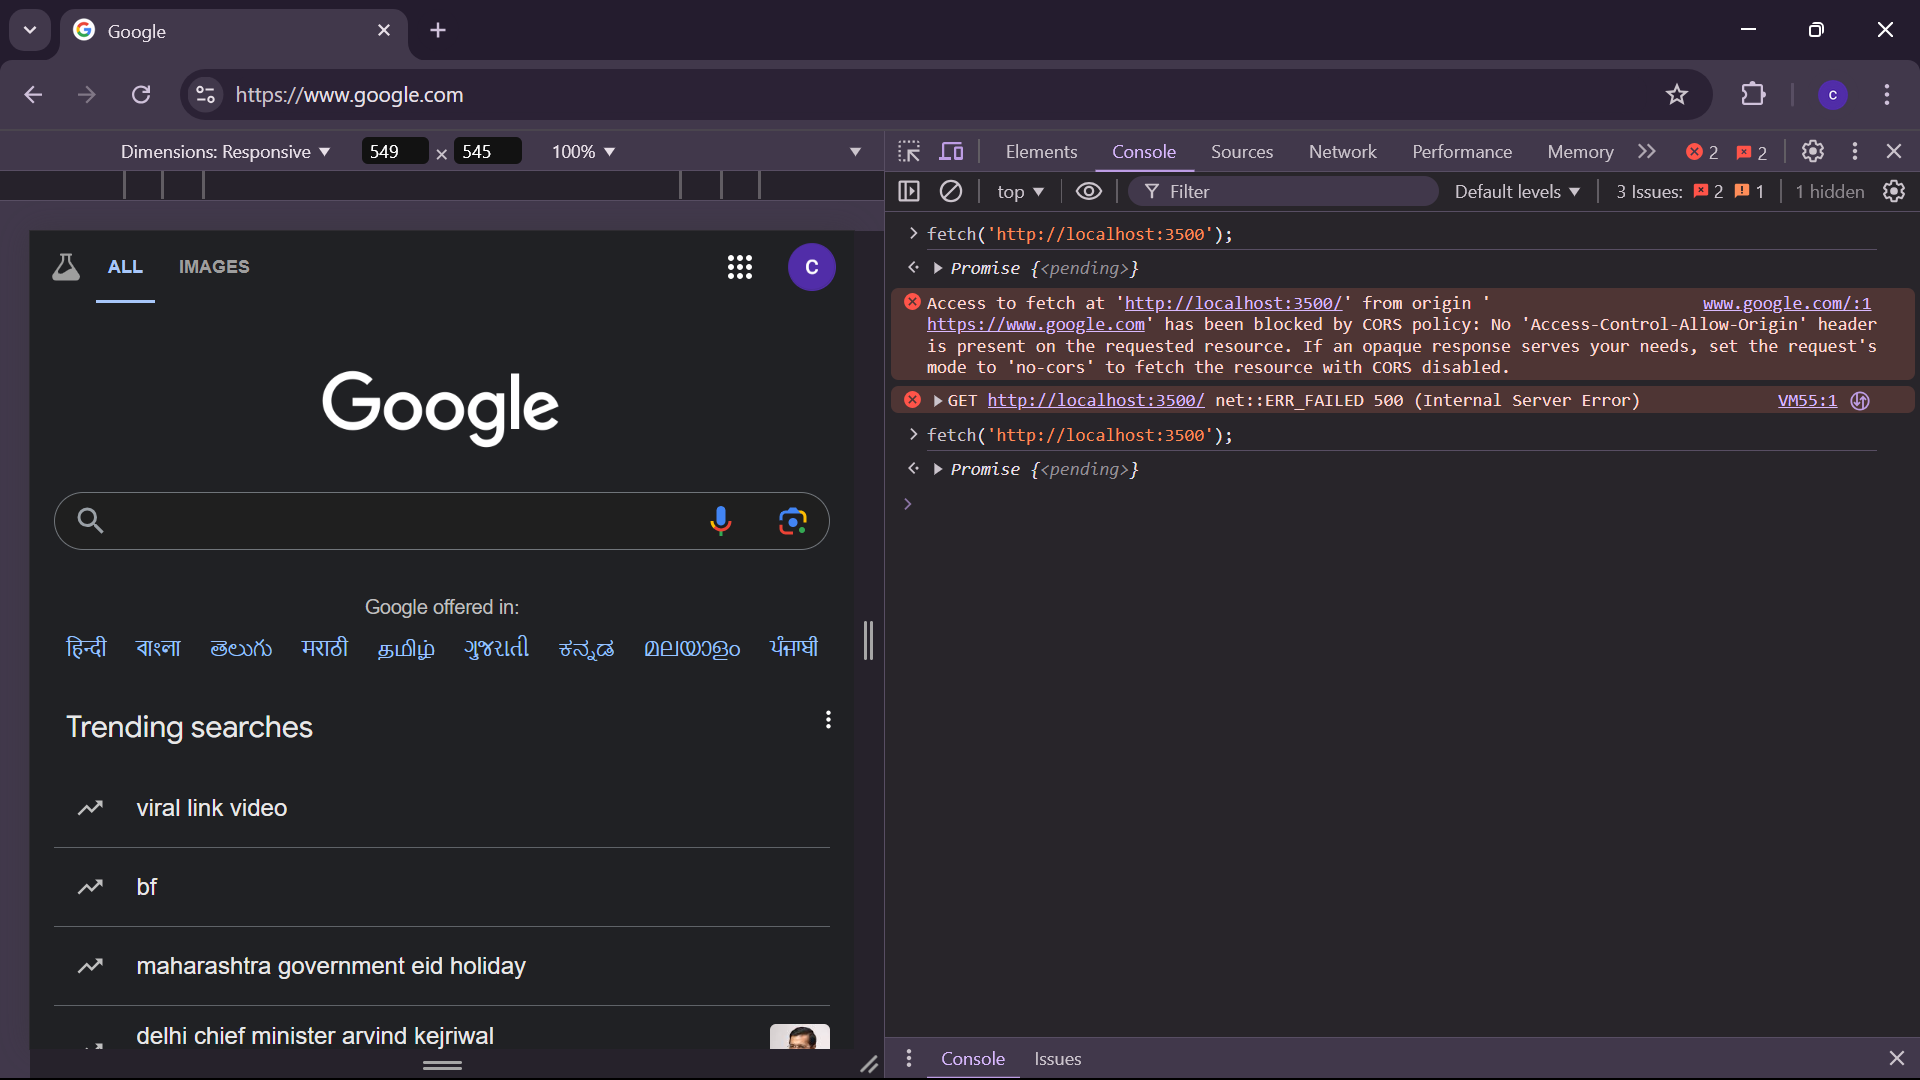 Google
https://www.google.com
C
Dimensions: Responsive 549 × 545 100%
Elements Console Sources Network Performance Memory 2 2
top Filter Default levels 3 Issues: 2 1 1 hidden
ALL IMAGES C
Google
Google offered in:
हिन्दी বাংলা తెలుగు मराठी தமிழ் ગુજરાતી ಕನ್ನಡ മലയാളം ਪੰਜਾਬੀ
Trending searches
viral link video
bf
maharashtra government eid holiday
delhi chief minister arvind kejriwal
fetch('http://localhost:3500');
Promise {<pending>}
Access to fetch at 'http://localhost:3500/' from origin ' www.google.com/:1
https://www.google.com' has been blocked by CORS policy: No 'Access-Control-Allow-Origin' header
is present on the requested resource. If an opaque response serves your needs, set the request's
mode to 'no-cors' to fetch the resource with CORS disabled.
GET http://localhost:3500/ net::ERR_FAILED 500 (Internal Server Error) VM55:1
fetch('http://localhost:3500');
Promise {<pending>}
Console Issues